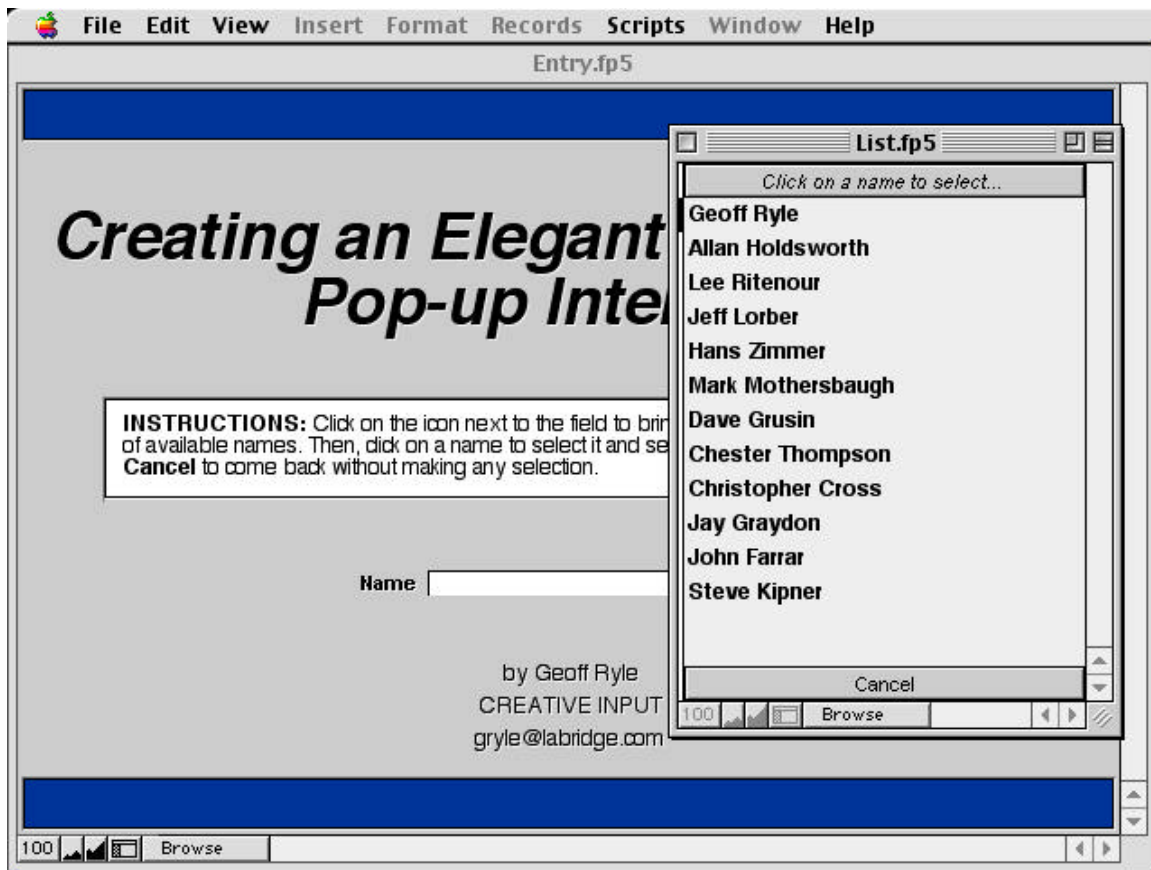 File Edit View Insert Format Records Scripts Window Help
Entry.fp5
Creating an Elegant
Pop-up Inte
INSTRUCTIONS: Click on the icon next to the field to brin
of available names. Then, click on a name to select it and se
Cancel to come back without making any selection.
Name
by Geoff Ryle
CREATIVE INPUT
gryle@labridge.com
100 Browse
List.fp5
Click on a name to select...
Geoff Ryle
Allan Holdsworth
Lee Ritenour
Jeff Lorber
Hans Zimmer
Mark Mothersbaugh
Dave Grusin
Chester Thompson
Christopher Cross
Jay Graydon
John Farrar
Steve Kipner
Cancel
100 Browse